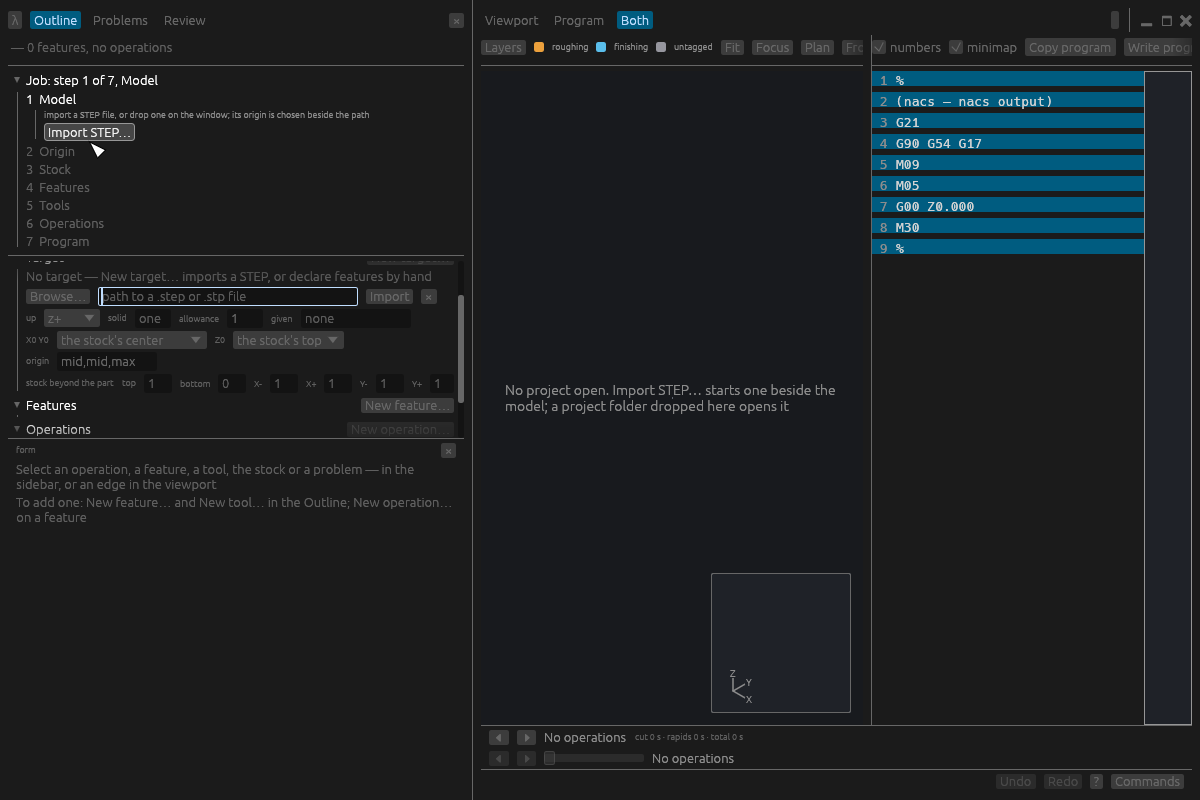 λ Outline Problems Review ×
— 0 features, no operations
Job: step 1 of 7, Model
1 Model
import a STEP file, or drop one on the window; its origin is chosen beside the path
Import STEP…
2 Origin
3 Stock
4 Features
5 Tools
6 Operations
7 Program
No target — New target… imports a STEP, or declare features by hand
Browse… path to a .step or .stp file Import ×
up z+ solid one allowance 1 given none
X0 Y0 the stock's center Z0 the stock's top
origin mid,mid,max
stock beyond the part top 1 bottom 0 X- 1 X+ 1 Y- 1 Y+ 1
Features New feature…
Operations New operation…
form ×
Select an operation, a feature, a tool, the stock or a problem — in the
sidebar, or an edge in the viewport
To add one: New feature… and New tool… in the Outline; New operation…
on a feature
Viewport Program Both
Layers roughing finishing untagged Fit Focus Plan Fro
No project open. Import STEP… starts one beside the
model; a project folder dropped here opens it
Z
Y
X
numbers minimap Copy program Write prog
1 %
2 (nacs — nacs output)
3 G21
4 G90 G54 G17
5 M09
6 M05
7 G00 Z0.000
8 M30
9 %
No operations cut 0 s · rapids 0 s · total 0 s
No operations
Undo Redo ? Commands